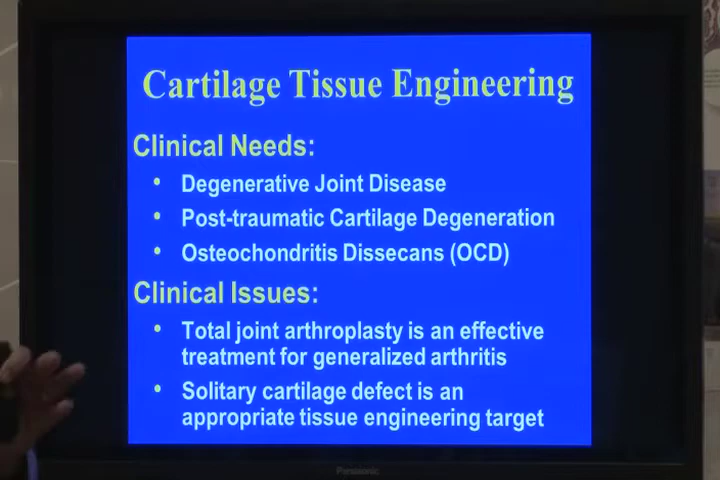 Cartilage Tissue Engineering
Clinical Needs:
• Degenerative Joint Disease
• Post-traumatic Cartilage Degeneration
• Osteochondritis Dissecans (OCD)
Clinical Issues:
• Total joint arthroplasty is an effective
treatment for generalized arthritis
• Solitary cartilage defect is an
appropriate tissue engineering target
Panasonic